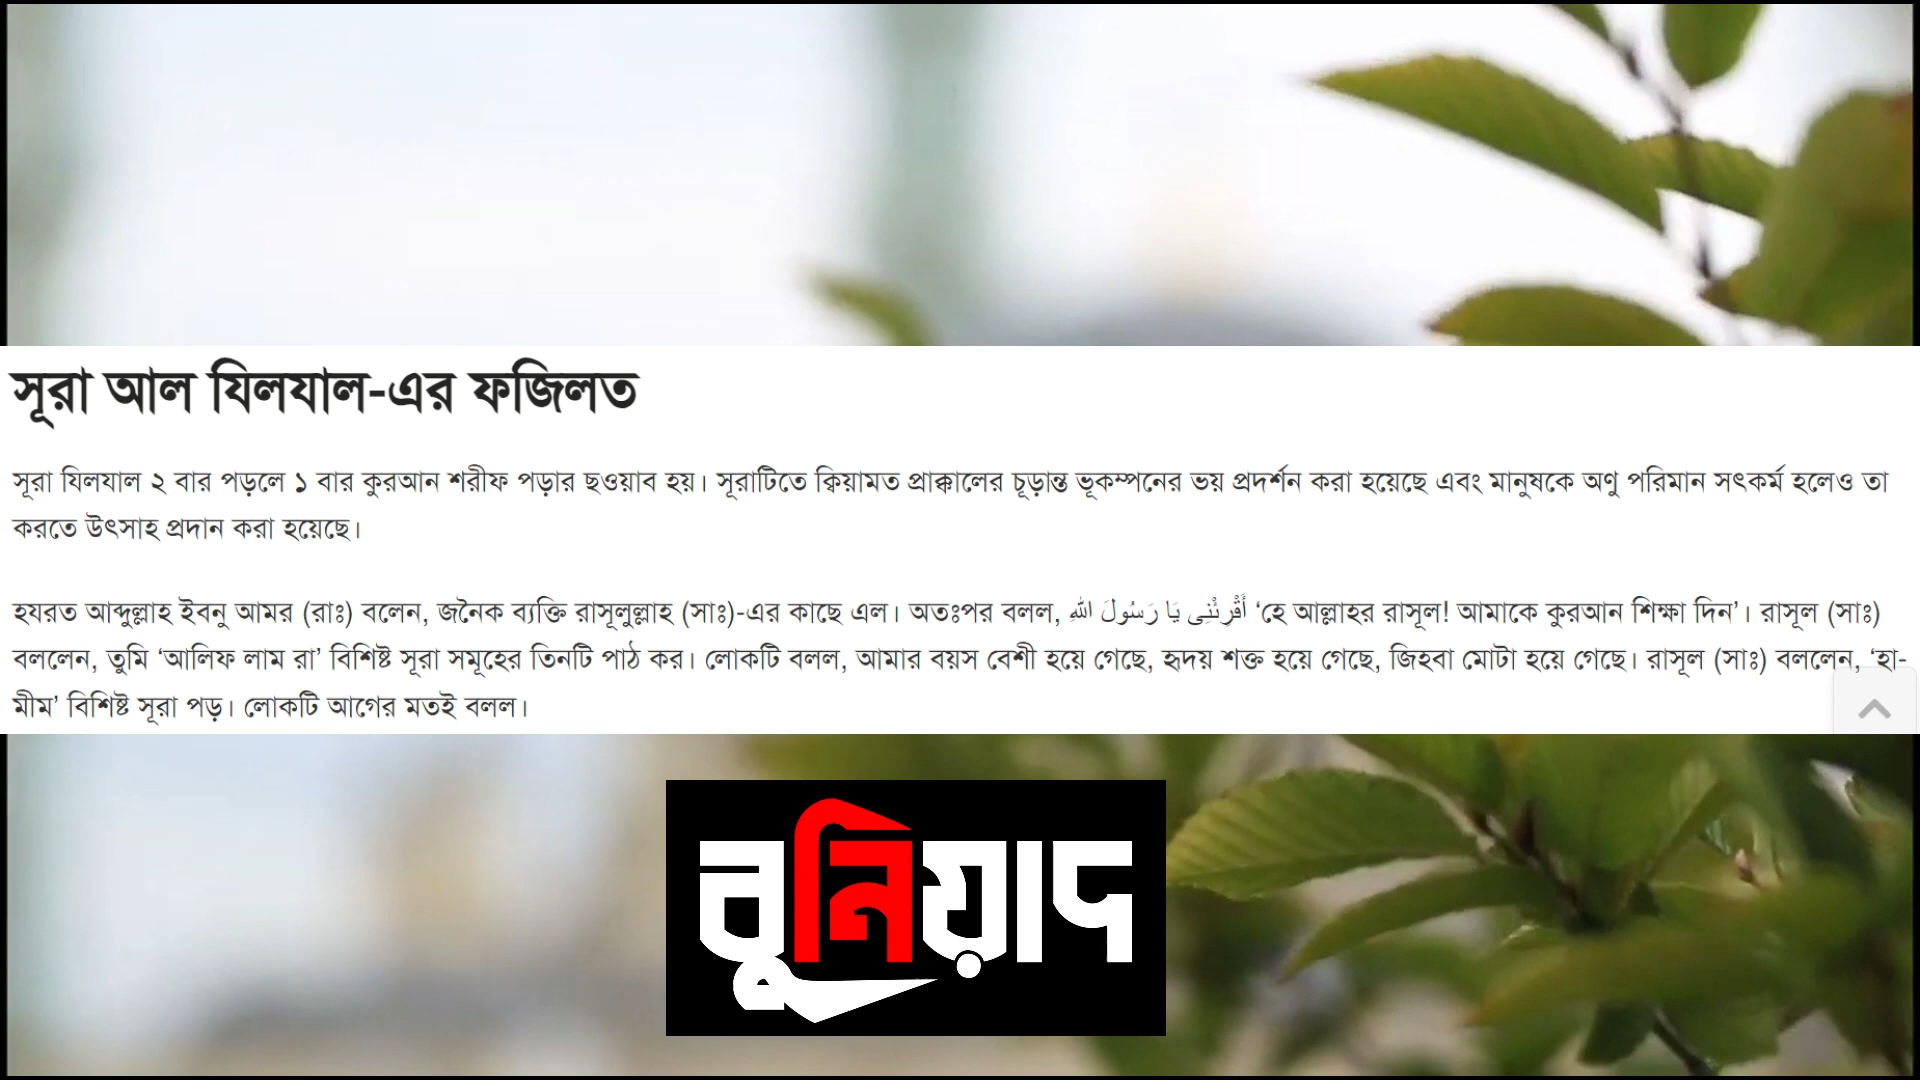 সূরা আল যিলযাল-এর ফজিলত
সূরা যিলযাল ২ বার পড়লে ১ বার কুরআন শরীফ পড়ার ছওয়াব হয়। সূরাটিতে ক্বিয়ামত প্রাক্কালের চূড়ান্ত ভূকম্পনের ভয় প্রদর্শন করা হয়েছে এবং মানুষকে অণু পরিমান সৎকর্ম হলেও তা
করতে উৎসাহ প্রদান করা হয়েছে।
হযরত আব্দুল্লাহ ইবনু আমর (রাঃ) বলেন, জনৈক ব্যক্তি রাসূলুল্লাহ (সাঃ)-এর কাছে এল। অতঃপর বলল, أَقْرِئْنِى يَا رَسُولَ اللهِ ‘হে আল্লাহর রাসূল! আমাকে কুরআন শিক্ষা দিন’। রাসূল (সাঃ)
বললেন, তুমি ‘আলিফ লাম রা’ বিশিষ্ট সূরা সমূহের তিনটি পাঠ কর। লোকটি বলল, আমার বয়স বেশী হয়ে গেছে, হৃদয় শক্ত হয়ে গেছে, জিহবা মোটা হয়ে গেছে। রাসূল (সাঃ) বললেন, ‘হা-
মীম’ বিশিষ্ট সূরা পড়। লোকটি আগের মতই বলল।
বুনিয়াদ